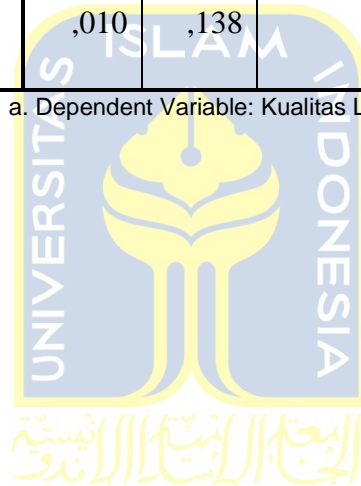 ,010 ,138
a. Dependent Variable: Kualitas L
UNIVERSITAS ISLAM INDONESIA